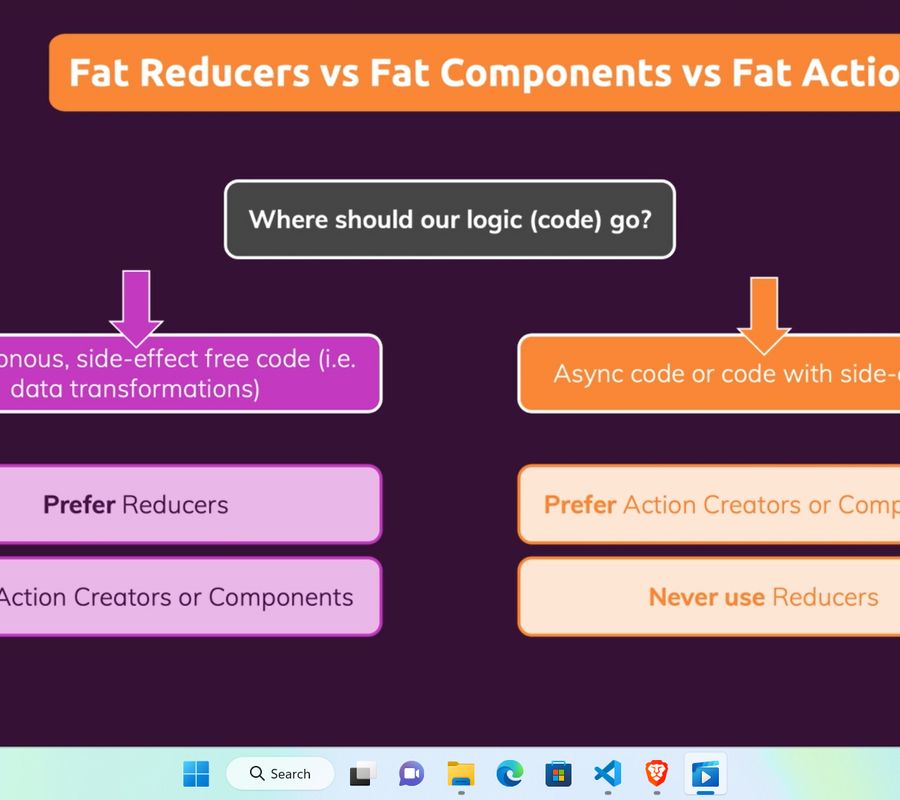 Fat Reducers vs Fat Components vs Fat Actio
Where should our logic (code) go?
onous, side-effect free code (i.e.
data transformations)
Async code or code with side-
Prefer Reducers
Prefer Action Creators or Comp
Action Creators or Components
Never use Reducers
Search